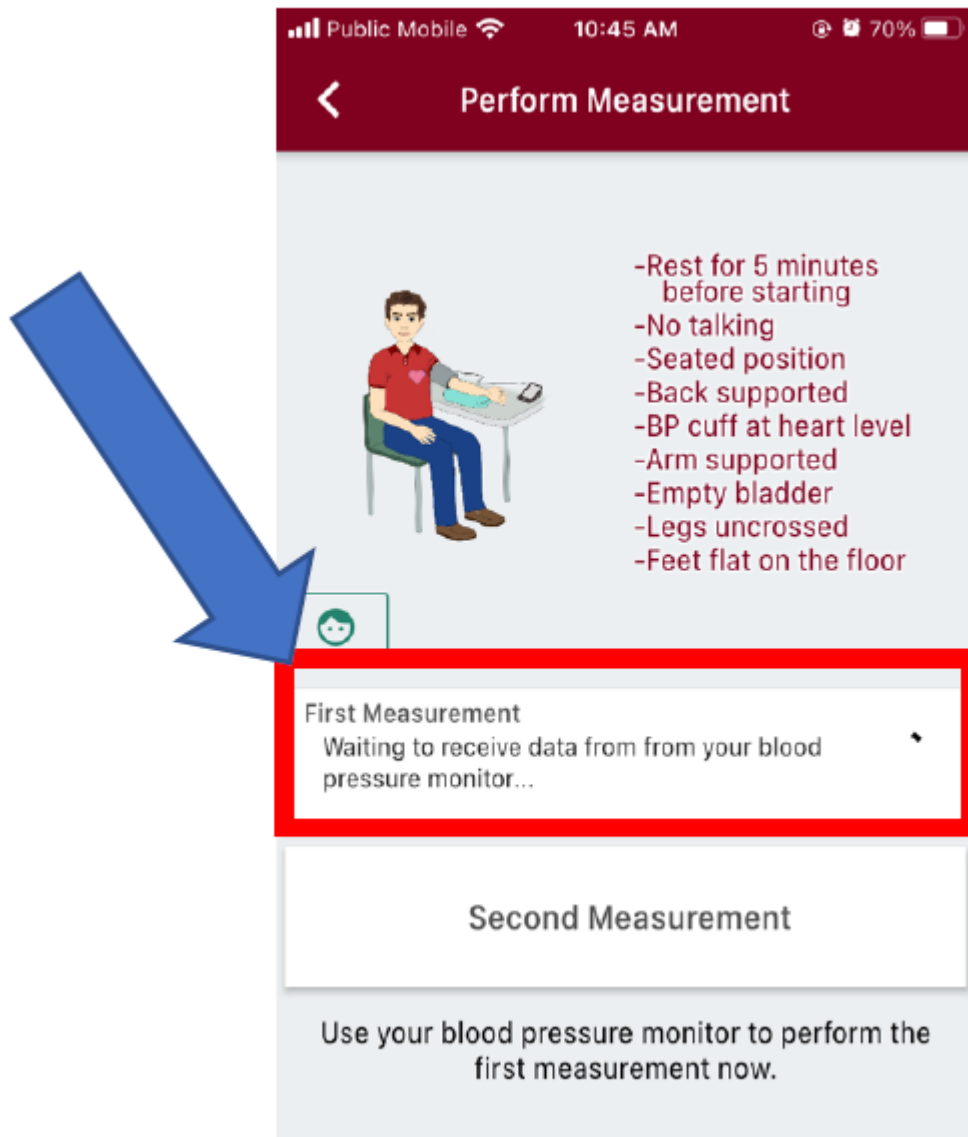 Public Mobile 10:45 AM 70%
Perform Measurement
-Rest for 5 minutes
before starting
-No talking
-Seated position
-Back supported
-BP cuff at heart level
-Arm supported
-Empty bladder
-Legs uncrossed
-Feet flat on the floor
First Measurement
Waiting to receive data from from your blood
pressure monitor...
Second Measurement
Use your blood pressure monitor to perform the
first measurement now.